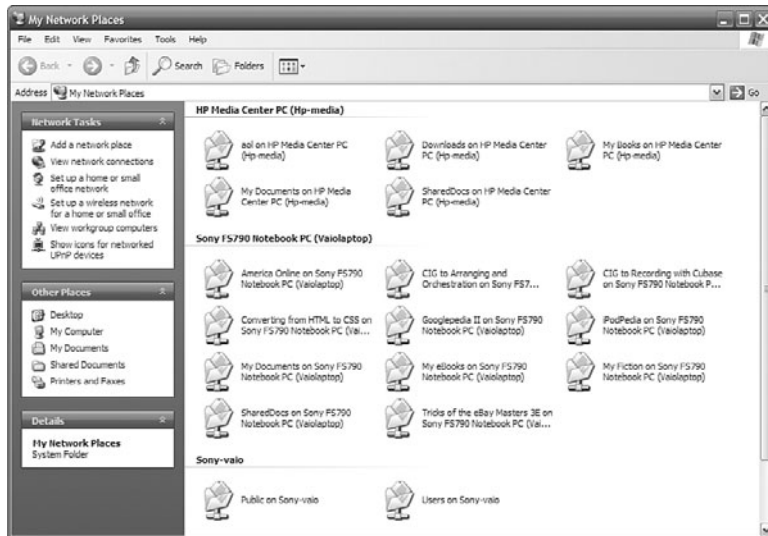 My Network Places
File Edit View Favorites Tools Help
Back Search Folders
Address My Network Places Go
Network Tasks
Add a network place
View network connections
Set up a home or small
office network
Set up a wireless network
for a home or small office
View workgroup computers
Show icons for networked
UPnP devices
Other Places
Desktop
My Computer
My Documents
Shared Documents
Printers and Faxes
Details
My Network Places
System Folder
HP Media Center PC (Hp-media)
aol on HP Media Center PC
(Hp-media)
Downloads on HP Media Center
PC (Hp-media)
My Books on HP Media Center
PC (Hp-media)
My Documents on HP Media
Center PC (Hp-media)
SharedDocs on HP Media Center
PC (Hp-media)
Sony FS790 Notebook PC (Vaiolaptop)
America Online on Sony FS790
Notebook PC (Vaiolaptop)
CIG to Arranging and
Orchestration on Sony FS7...
CIG to Recording with Cubase
on Sony FS790 Notebook P...
Converting from HTML to CSS on
Sony FS790 Notebook PC (Vai...
Googlepedia II on Sony FS790
Notebook PC (Vaiolaptop)
iPodPedia on Sony FS790
Notebook PC (Vaiolaptop)
My Documents on Sony FS790
Notebook PC (Vaiolaptop)
My eBooks on Sony FS790
Notebook PC (Vaiolaptop)
My Fiction on Sony FS790
Notebook PC (Vaiolaptop)
SharedDocs on Sony FS790
Notebook PC (Vaiolaptop)
Tricks of the eBay Masters 3E on
Sony FS790 Notebook PC (Vai...
Sony-vaio
Public on Sony-vaio
Users on Sony-vaio